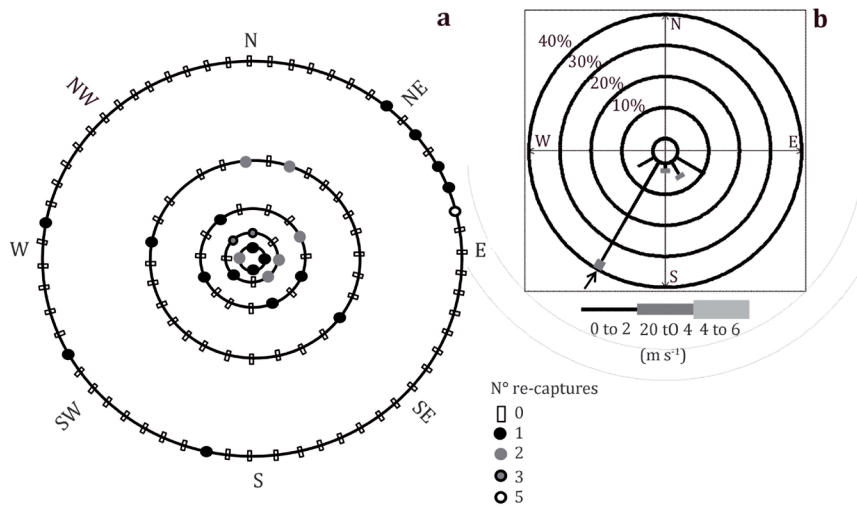 a
N
NE
E
SE
S
SW
W
NW
b
N
E
S
W
40%
30%
20%
10%
0 to 2 20 tO 4 4 to 6
(m s⁻¹)
N° re-captures
0
1
2
3
5